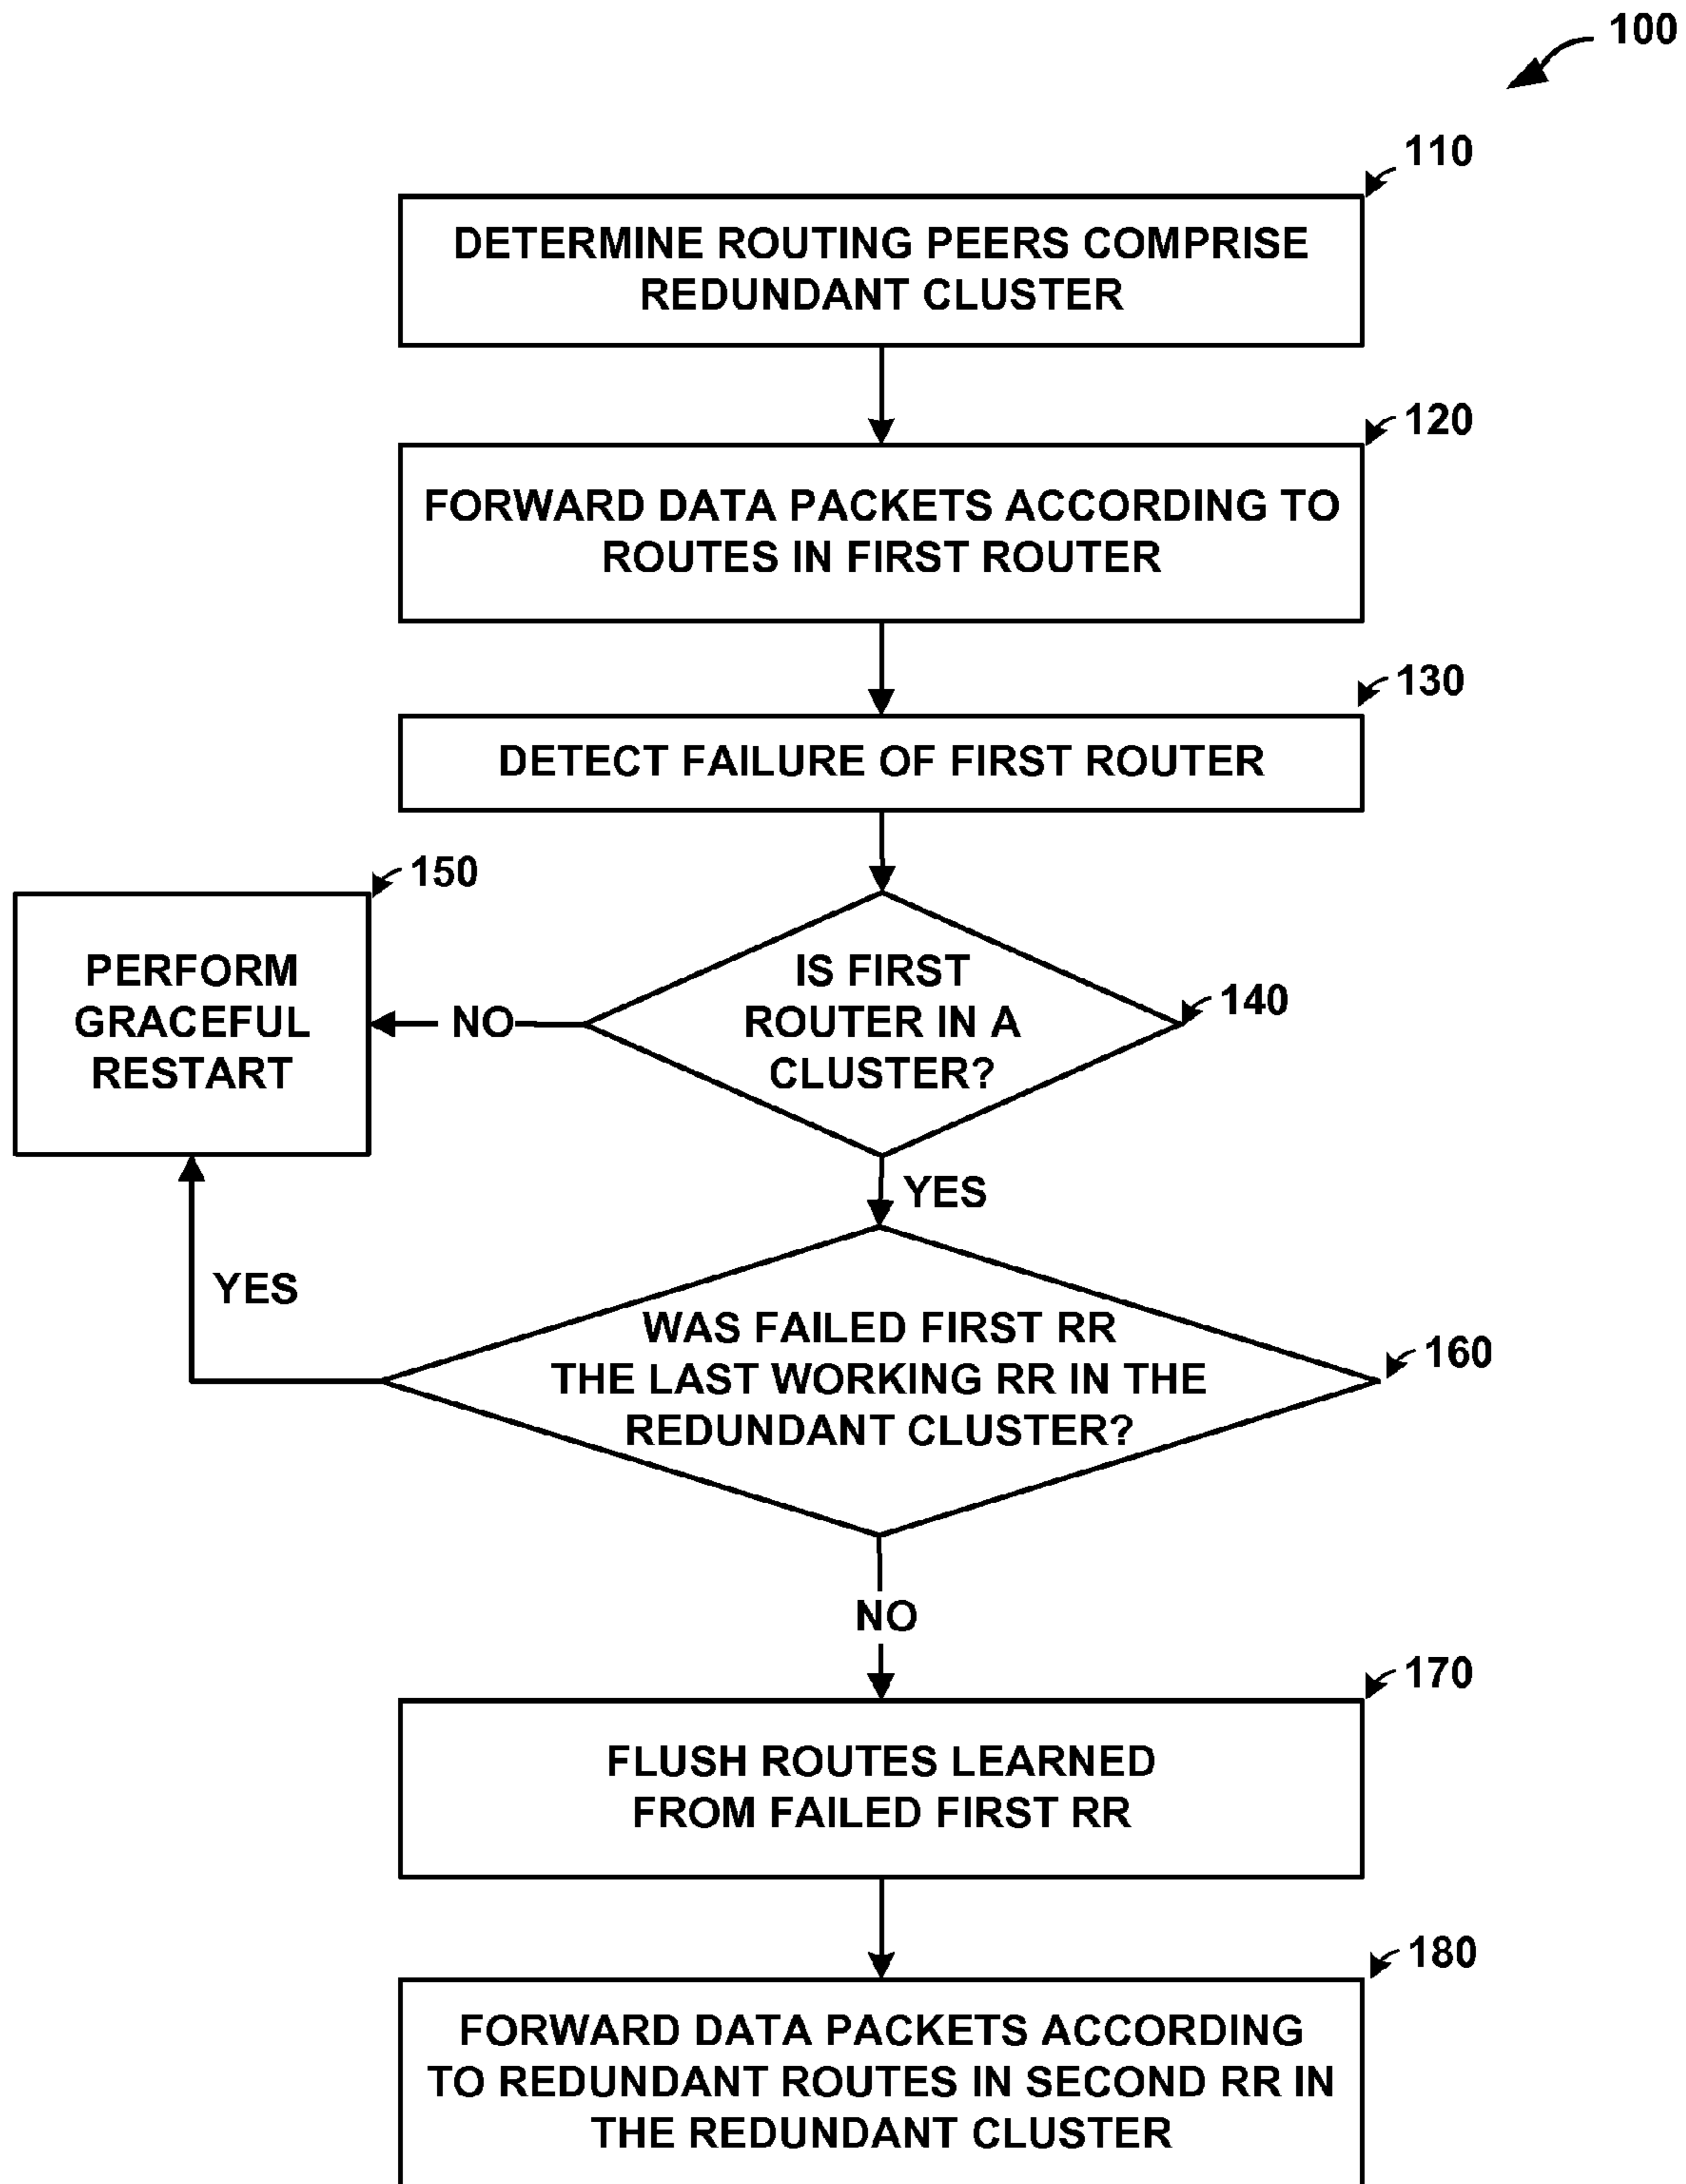 100
110
DETERMINE ROUTING PEERS COMPRISE
REDUNDANT CLUSTER
120
FORWARD DATA PACKETS ACCORDING TO
ROUTES IN FIRST ROUTER
130
DETECT FAILURE OF FIRST ROUTER
150
PERFORM
GRACEFUL
RESTART
NO
IS FIRST
ROUTER IN A
CLUSTER?
140
YES
YES
WAS FAILED FIRST RR
THE LAST WORKING RR IN THE
REDUNDANT CLUSTER?
160
NO
170
FLUSH ROUTES LEARNED
FROM FAILED FIRST RR
180
FORWARD DATA PACKETS ACCORDING
TO REDUNDANT ROUTES IN SECOND RR IN
THE REDUNDANT CLUSTER